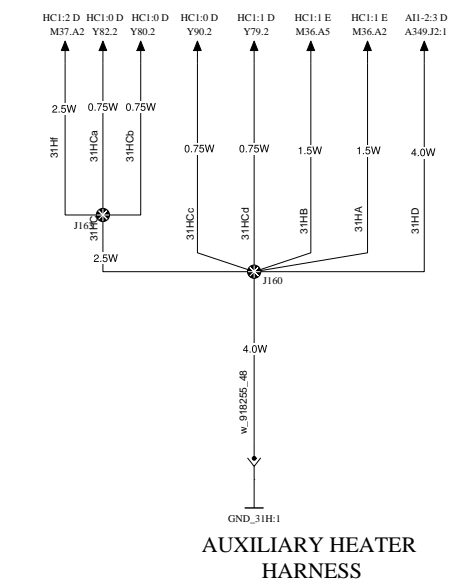 HC1:2 D HC1:0 D HC1:0 D HC1:0 D HC1:1 D HC1:1 E HC1:1 E AI1-2:3 D
M37.A2 Y82.2 Y80.2 Y90.2 Y79.2 M36.A5 M36.A2 A349.J2:1
2.5W 0.75W 0.75W
0.75W 0.75W 1.5W 1.5W 4.0W
31Hf 31HCa 31HCb
31HCc 31HCd 31HB 31HA 31HD
31HC
2.5W
J160
4.0W
w_918255_48
GND_31H:1
AUXILIARY HEATER
HARNESS